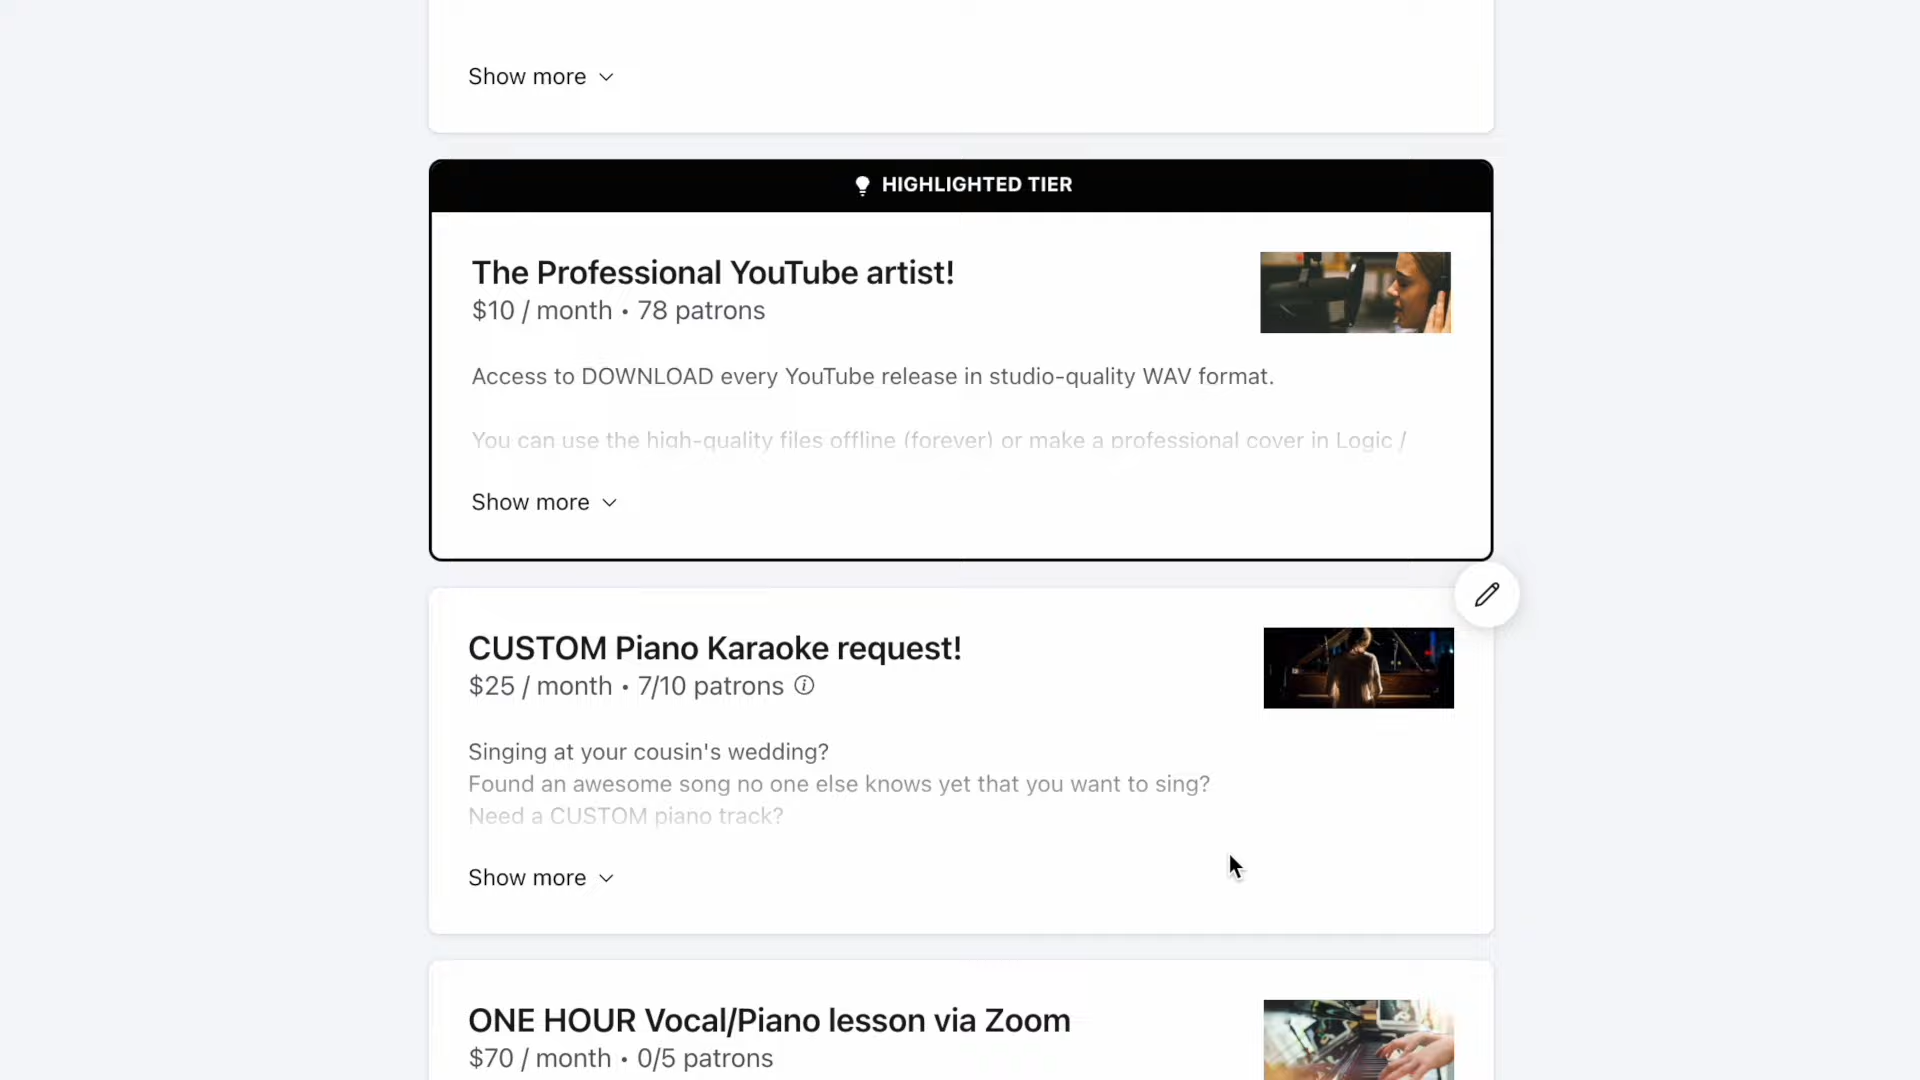 Show more
HIGHLIGHTED TIER
The Professional YouTube artist!
$10 / month • 78 patrons
Access to DOWNLOAD every YouTube release in studio-quality WAV format.
You can use the high-quality files offline (forever) or make a professional cover in Logic /
Show more
CUSTOM Piano Karaoke request!
$25 / month • 7/10 patrons
Singing at your cousin's wedding?
Found an awesome song no one else knows yet that you want to sing?
Need a CUSTOM piano track?
Show more
ONE HOUR Vocal/Piano lesson via Zoom
$70 / month • 0/5 patrons